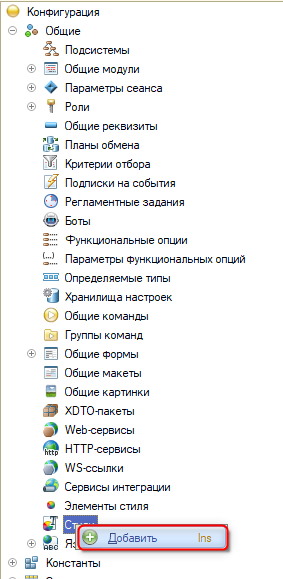 Конфигурация
Общие
Подсистемы
Общие модули
Параметры сеанса
Роли
Общие реквизиты
Планы обмена
Критерии отбора
Подписки на события
Регламентные задания
Боты
Функциональные опции
Параметры функциональных опций
Определяемые типы
Хранилища настроек
Общие команды
Группы команд
Общие формы
Общие макеты
Общие картинки
XDTO-пакеты
Web-сервисы
HTTP-сервисы
WS-ссылки
Сервисы интеграции
Элементы стиля
Добавить Ins
Константы